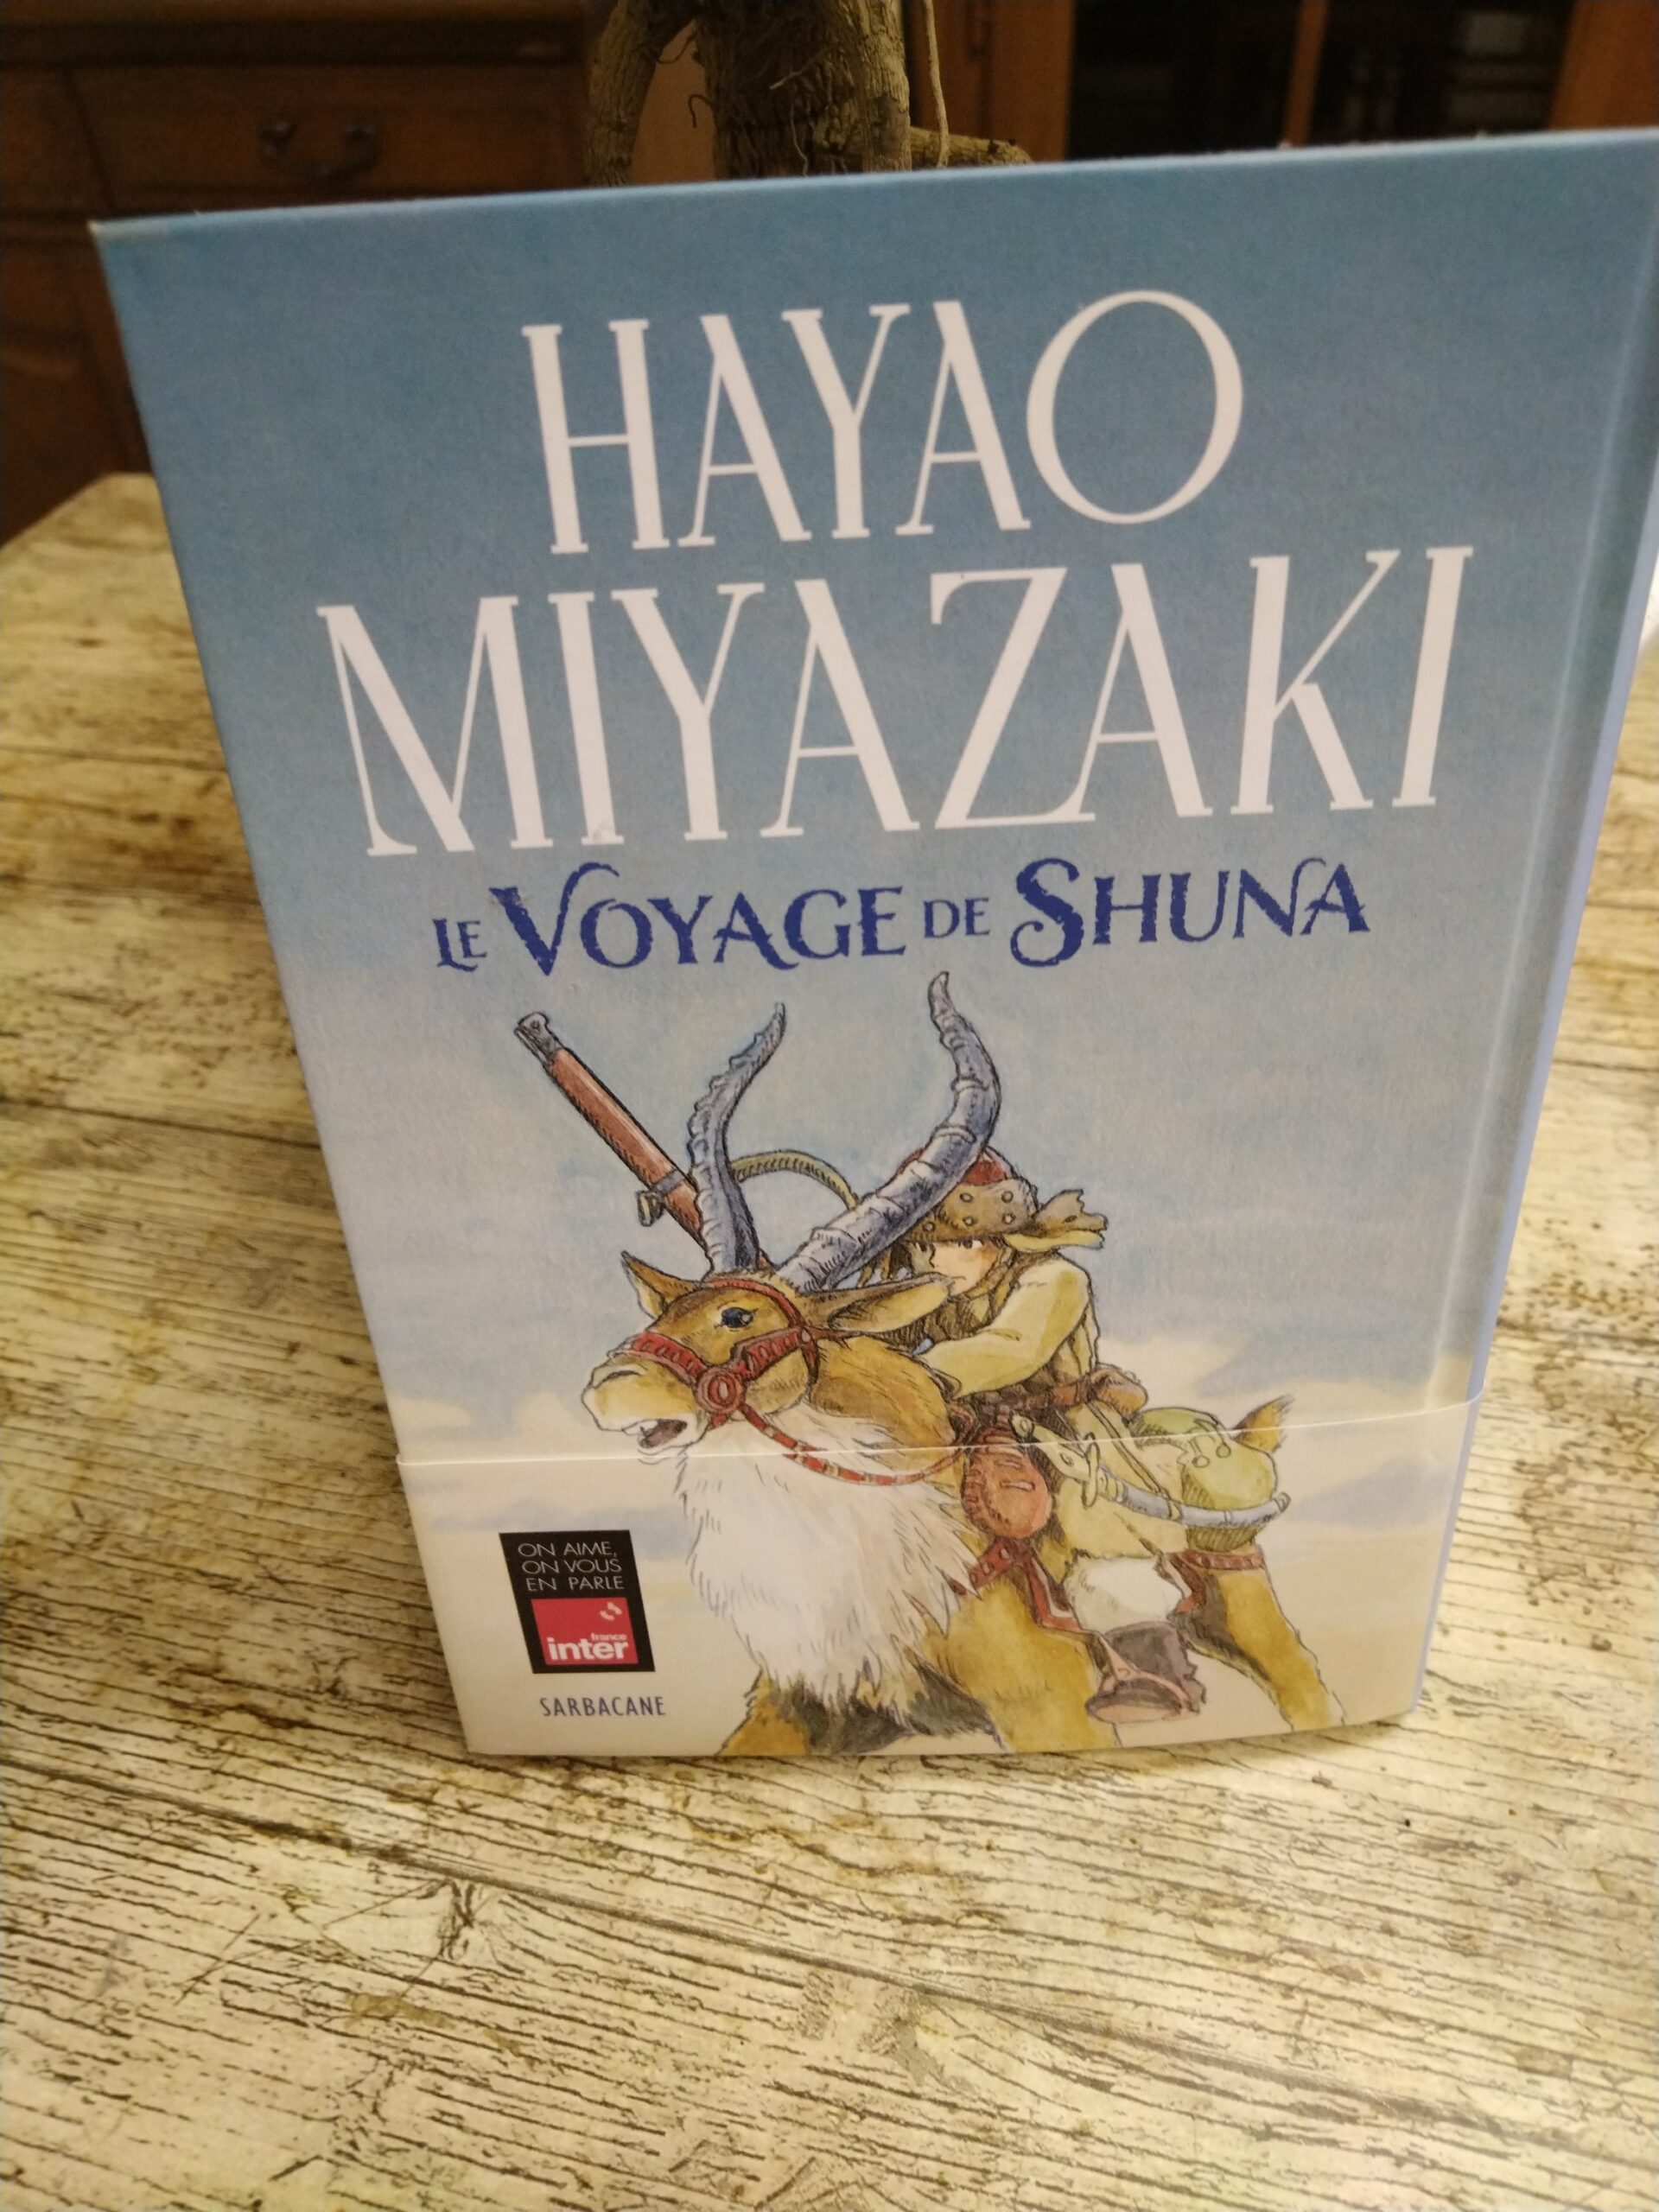 HAYAO
MIYAZAKI
LE VOYAGE DE SHUNA
ON AIME,
ON VOUS
EN PARLE
france
inter
SARBACANE